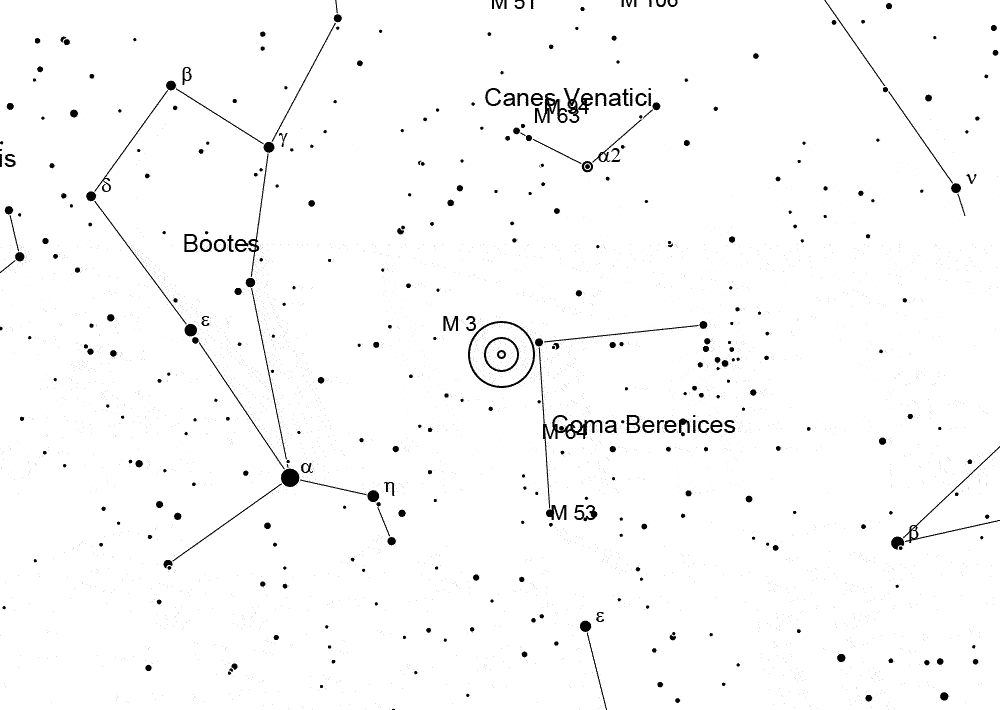 M 51
M 106
β
Canes Venatici
M 94
M 63
γ
α2
is
δ
ν
Bootes
ε
M 3
Coma Berenices
M 64
α
η
M 53
β
ε